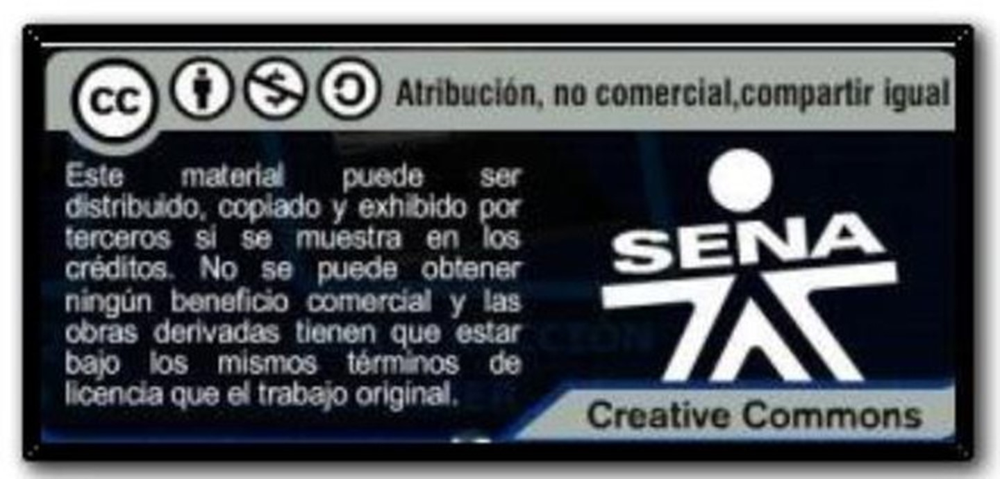 cc Atribución, no comercial,compartir igual
Este material puede ser
distribuido, copiado y exhibido por
terceros si se muestra en los
créditos. No se puede obtener
ningún beneficio comercial y las
obras derivadas tienen que estar
bajo los mismos términos de
licencia que el trabajo original.
SENA
Creative Commons